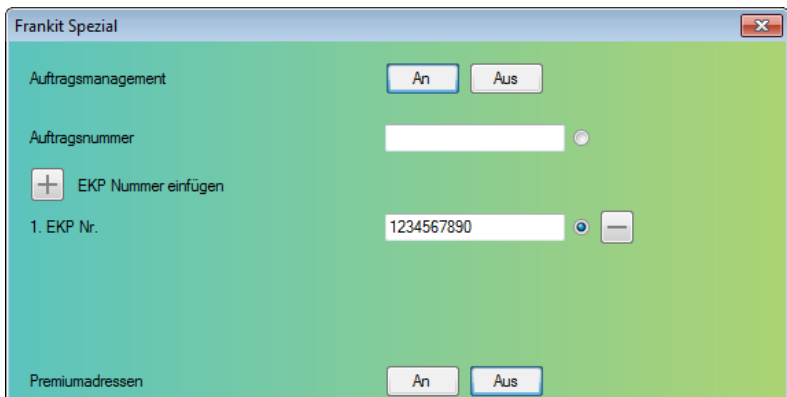 Frankit Spezial
Auftragsmanagement An Aus
Auftragsnummer
EKP Nummer einfügen
1. EKP Nr. 1234567890
Premiumadressen An Aus